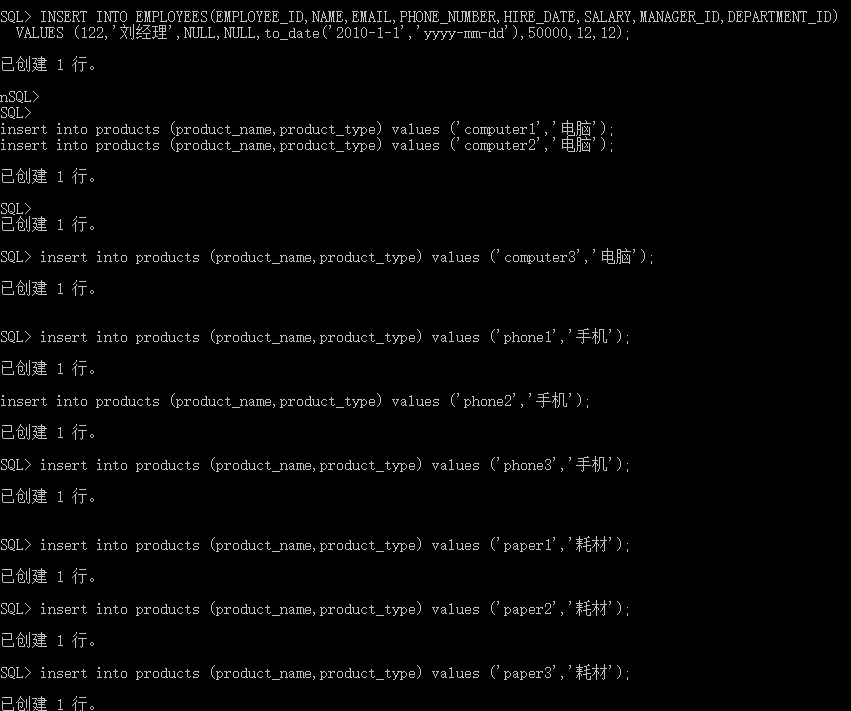 SQL> INSERT INTO EMPLOYEES(EMPLOYEE_ID,NAME,EMAIL,PHONE_NUMBER,HIRE_DATE,SALARY,MANAGER_ID,DEPARTMENT_ID)
VALUES (122,'刘经理',NULL,NULL,to_date('2010-1-1','yyyy-mm-dd'),50000,12,12);
已创建 1 行。
nSQL>
SQL>
insert into products (product_name,product_type) values ('computer1','电脑');
insert into products (product_name,product_type) values ('computer2','电脑');
已创建 1 行。
SQL>
已创建 1 行。
SQL> insert into products (product_name,product_type) values ('computer3','电脑');
已创建 1 行。
SQL> insert into products (product_name,product_type) values ('phone1','手机');
已创建 1 行。
insert into products (product_name,product_type) values ('phone2','手机');
已创建 1 行。
SQL> insert into products (product_name,product_type) values ('phone3','手机');
已创建 1 行。
SQL> insert into products (product_name,product_type) values ('paper1','耗材');
已创建 1 行。
SQL> insert into products (product_name,product_type) values ('paper2','耗材');
已创建 1 行。
SQL> insert into products (product_name,product_type) values ('paper3','耗材');
已创建 1 行。